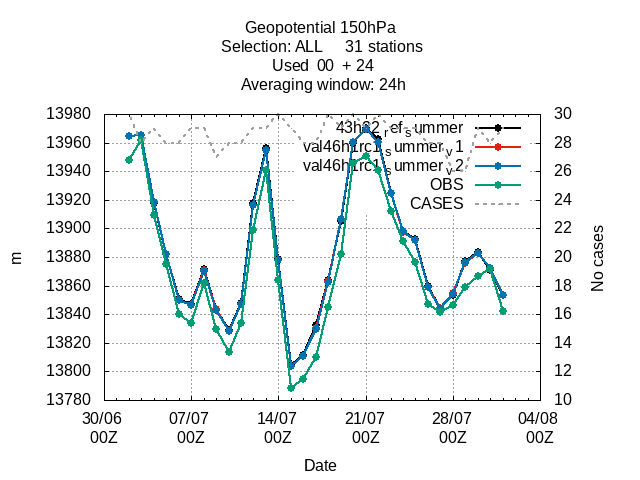 Geopotential 150hPa
Selection: ALL 31 stations
Used 00 + 24
Averaging window: 24h
13980
13960
13940
13920
13900
13880
13860
13840
13820
13800
13780
30
28
26
24
22
20
18
16
14
12
10
43h22_ref_summer
val46h1rc1_summer_v1
val46h1rc1_summer_v2
OBS
CASES
m
No cases
30/06 07/07 14/07 21/07 28/07 04/08
00Z 00Z 00Z 00Z 00Z 00Z
Date